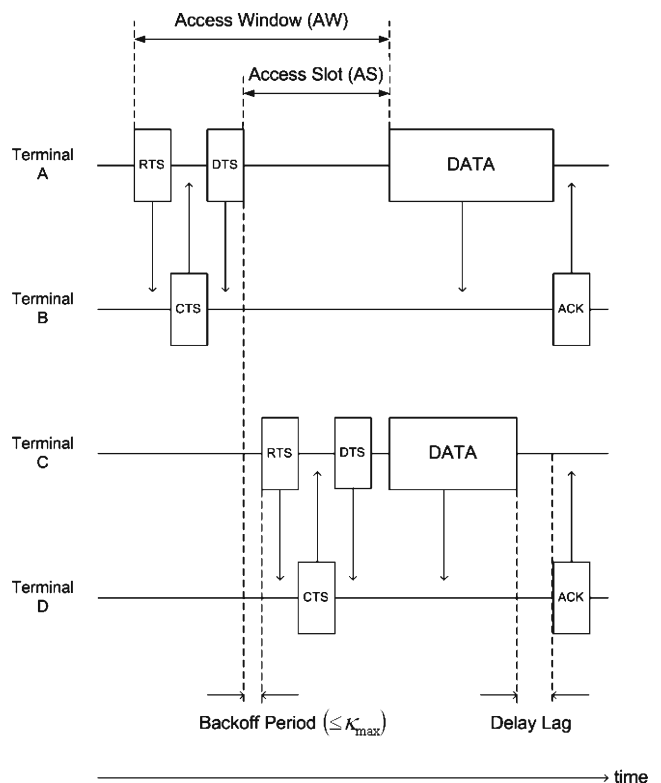 Access Window (AW)
Access Slot (AS)
Terminal
A
RTS
DTS
DATA
Terminal
B
CTS
ACK
Terminal
C
RTS
DTS
DATA
Terminal
D
CTS
ACK
Backoff Period (≤κmax)
Delay Lag
time